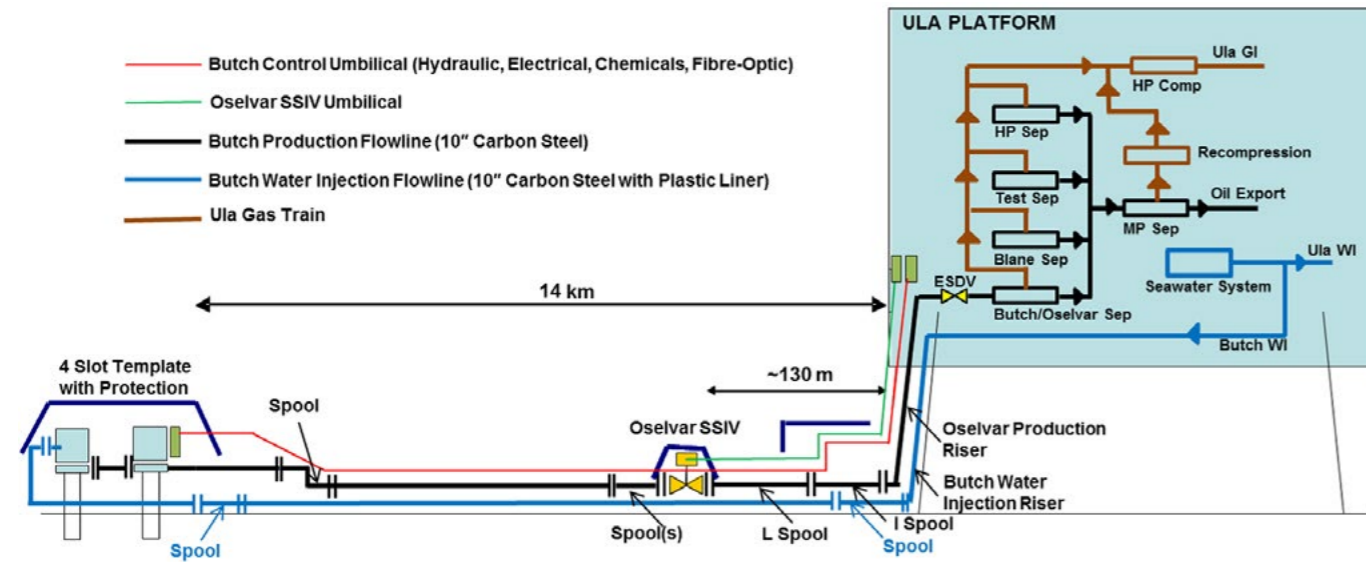 ULA PLATFORM
Butch Control Umbilical (Hydraulic, Electrical, Chemicals, Fibre-Optic)
Oselvar SSIV Umbilical
Butch Production Flowline (10" Carbon Steel)
Butch Water Injection Flowline (10" Carbon Steel with Plastic Liner)
Ula Gas Train
Ula GI
HP Comp
HP Sep
Recompression
Test Sep
Oil Export
MP Sep
Blane Sep
Ula WI
Seawater System
ESDV
Butch/Oselvar Sep
Butch WI
14 km
4 Slot Template
with Protection
~130 m
Spool
Oselvar SSIV
Oselvar Production
Riser
Butch Water
Injection Riser
Spool(s)
L Spool
I Spool
Spool
Spool